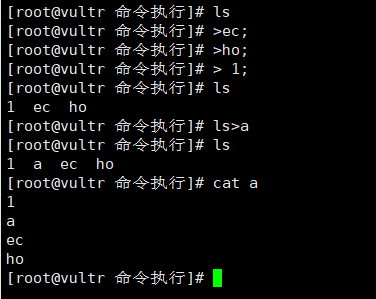 [root@vultr 命令执行]# ls
[root@vultr 命令执行]# >ec;
[root@vultr 命令执行]# >ho;
[root@vultr 命令执行]# > 1;
[root@vultr 命令执行]# ls
1  ec  ho
[root@vultr 命令执行]# ls>a
[root@vultr 命令执行]# ls
1  a  ec  ho
[root@vultr 命令执行]# cat a
1
a
ec
ho
[root@vultr 命令执行]#